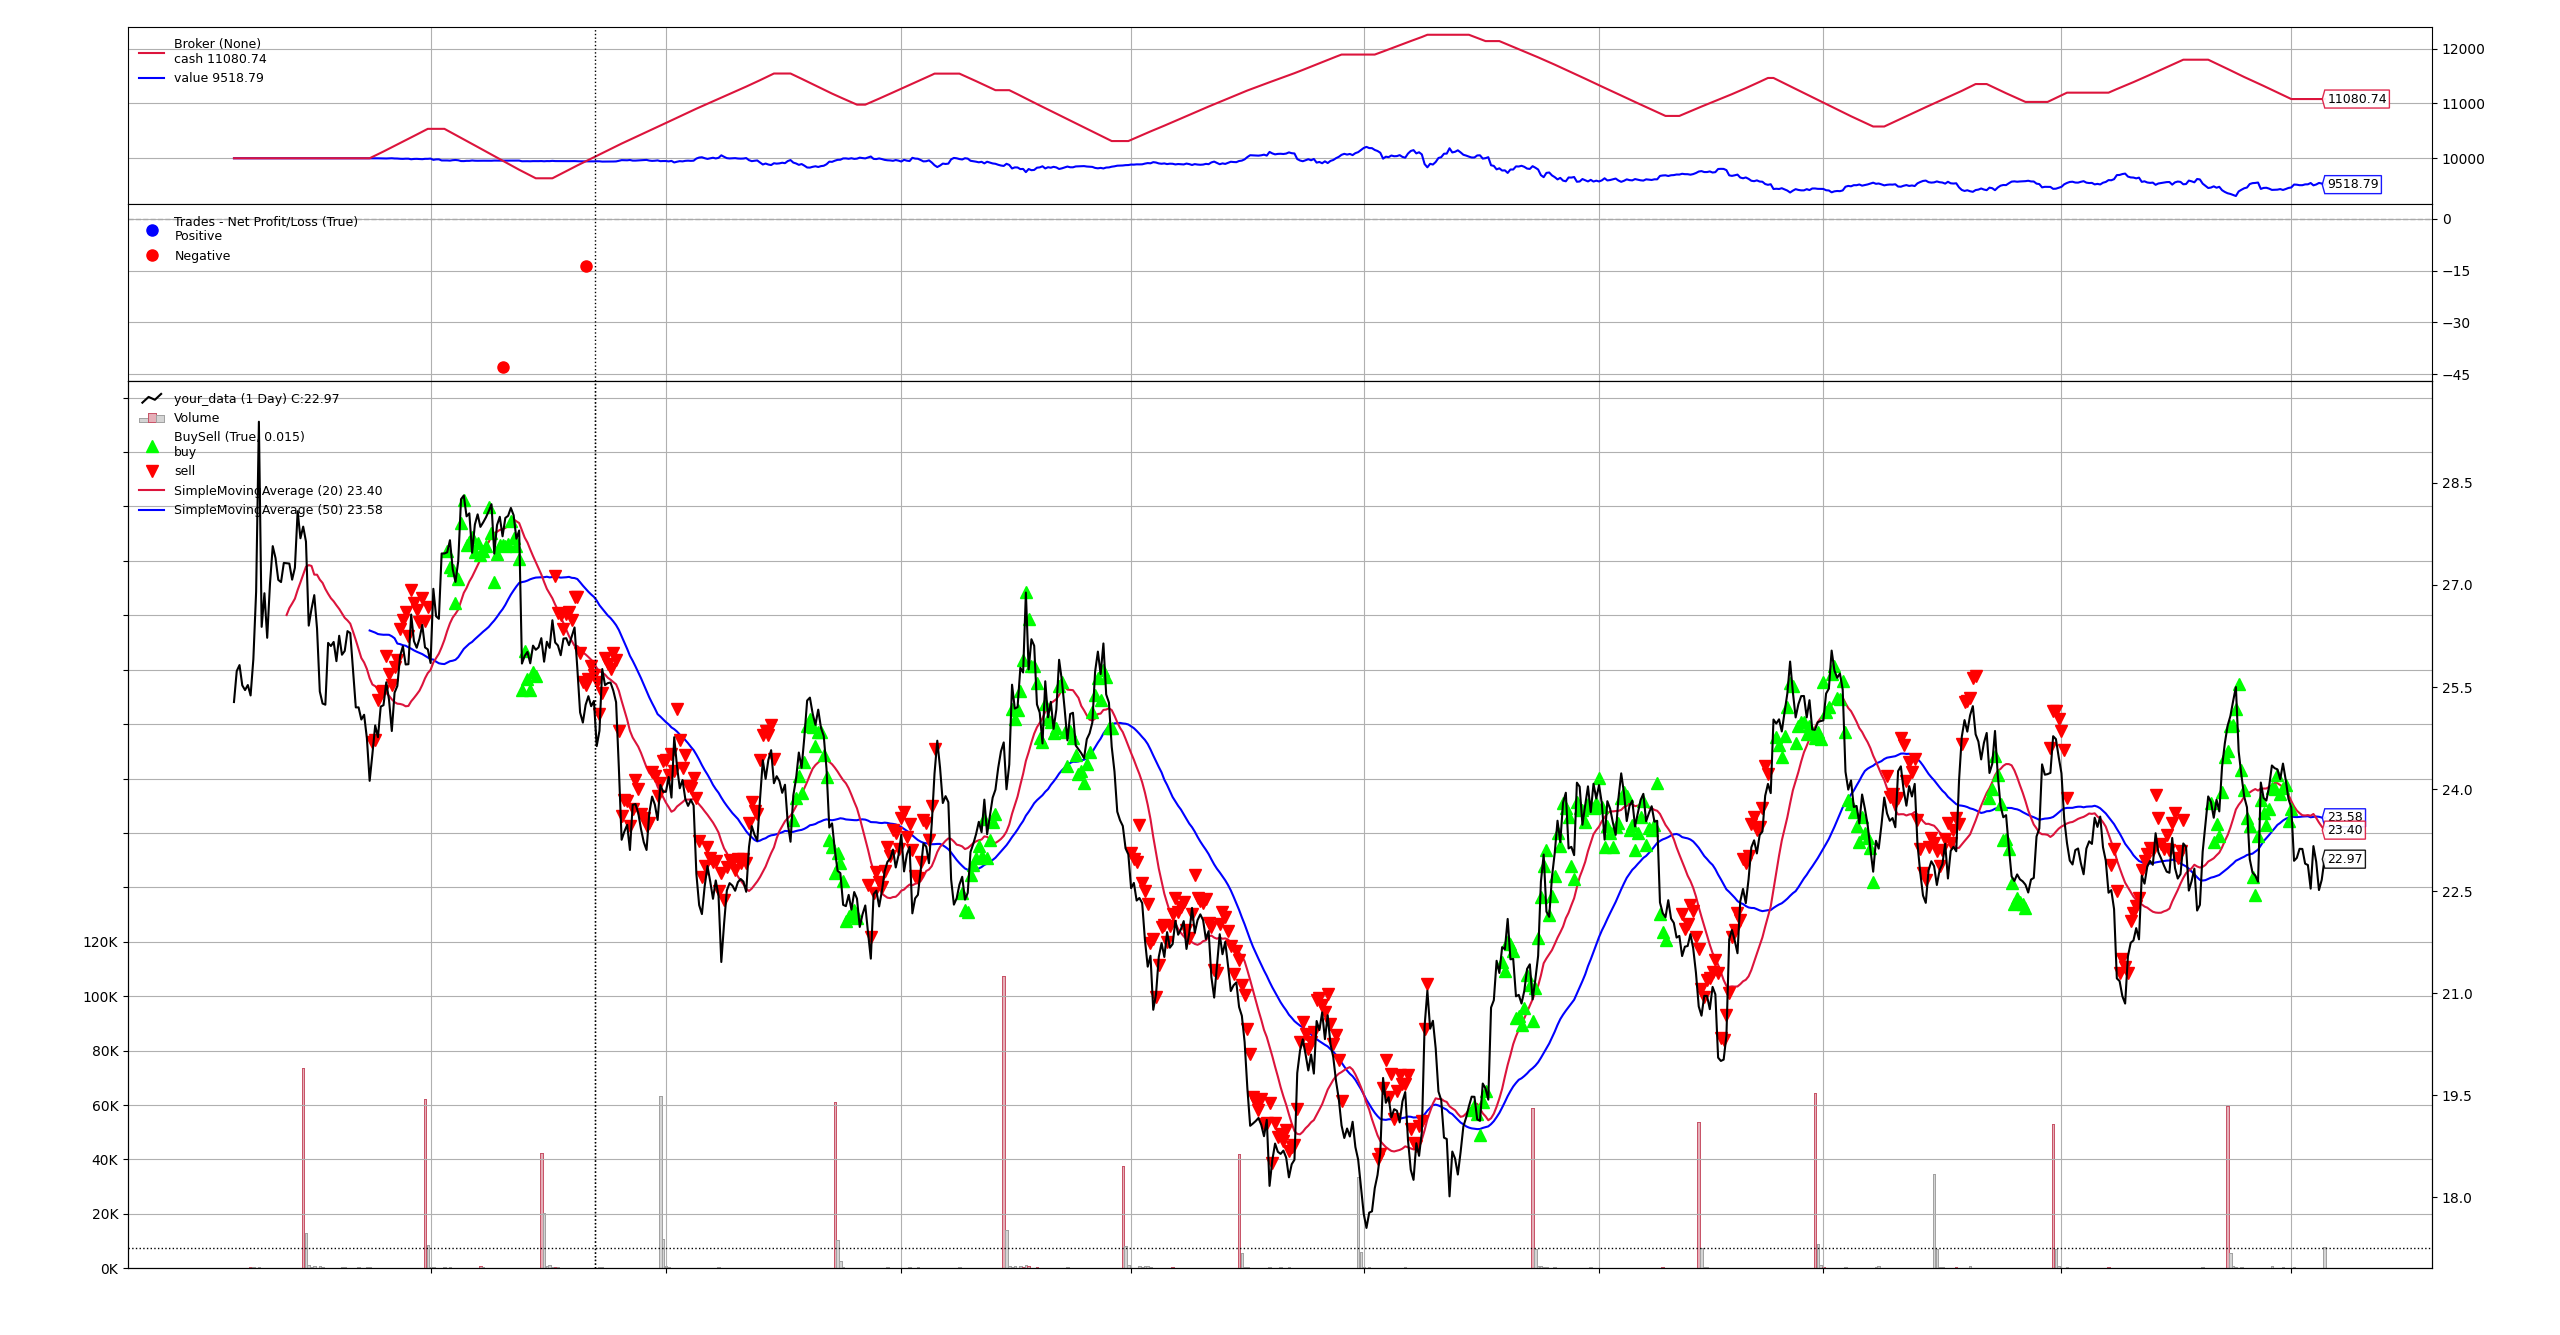 Broker (None)
cash 11080.74
value 9518.79
12000
11000
10000
11080.74
9518.79
Trades - Net Profit/Loss (True)
Positive
Negative
0
−15
−30
−45
your_data (1 Day) C:22.97
Volume
BuySell (True, 0.015)
buy
sell
SimpleMovingAverage (20) 23.40
SimpleMovingAverage (50) 23.58
28.5
27.0
25.5
24.0
23.58
23.40
22.97
22.5
21.0
19.5
18.0
120K
100K
80K
60K
40K
20K
0K